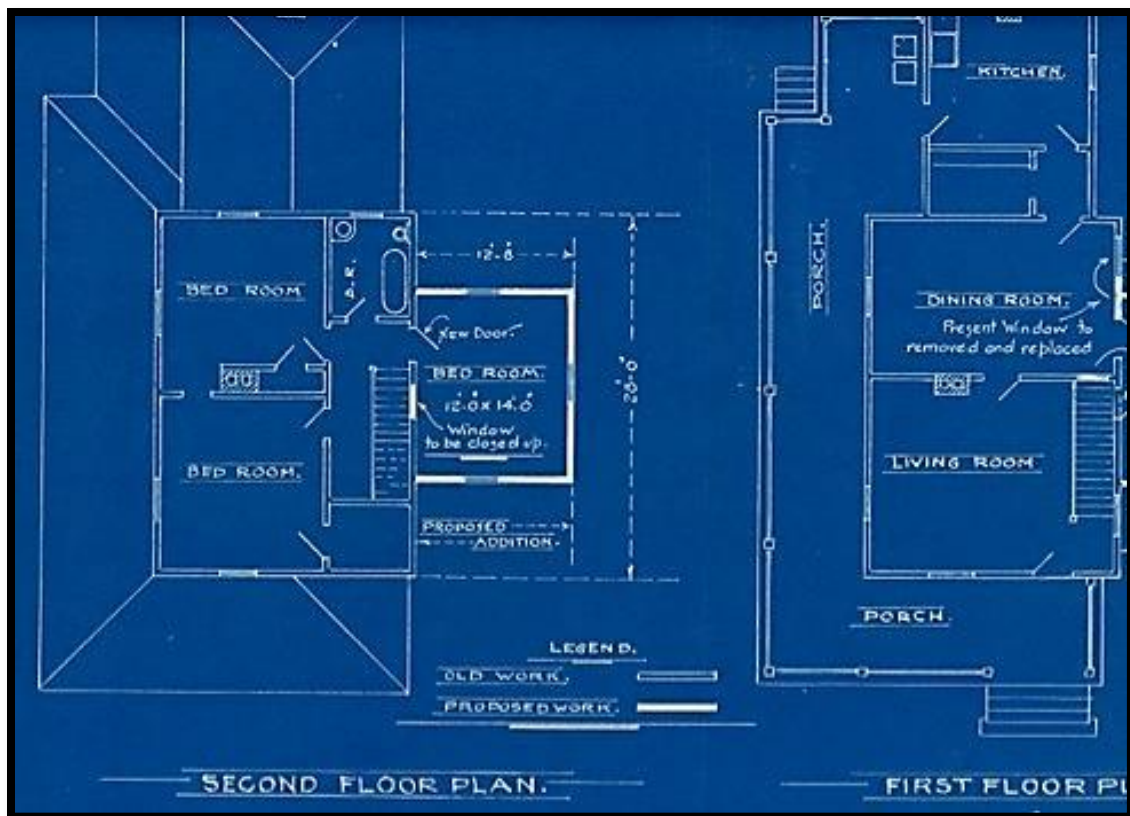 BED ROOM
B.R.
12'.8"
New Door.
BED ROOM.
12'.0" x 14'.0"
Window
to be closed up.
BED ROOM.
PROPOSED
ADDITION.
LEGEND.
OLD WORK.
PROPOSED WORK.
SECOND FLOOR PLAN.
KITCHEN.
PORCH.
DINING ROOM.
Present Window to
removed and replaced
LIVING ROOM
PORCH.
FIRST FLOOR PL